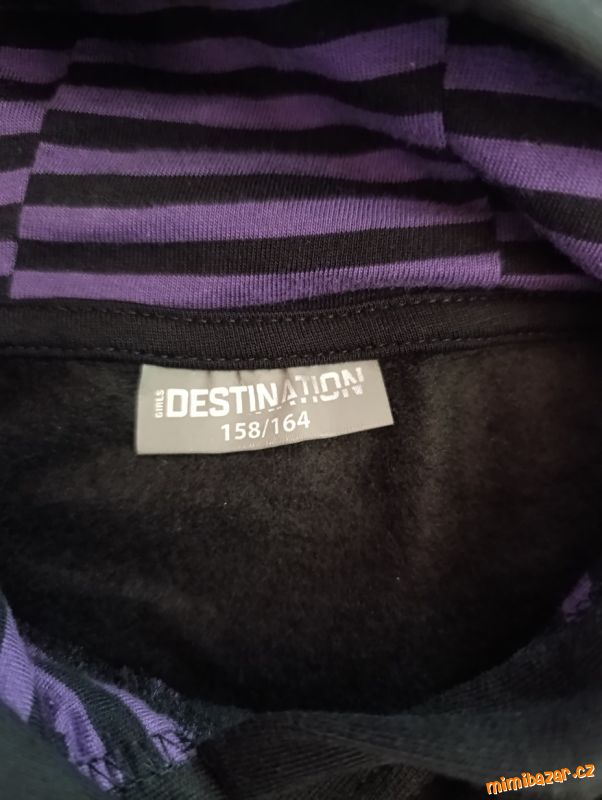 GIRLS
DESTINATION
158/164
mimibazar.cz